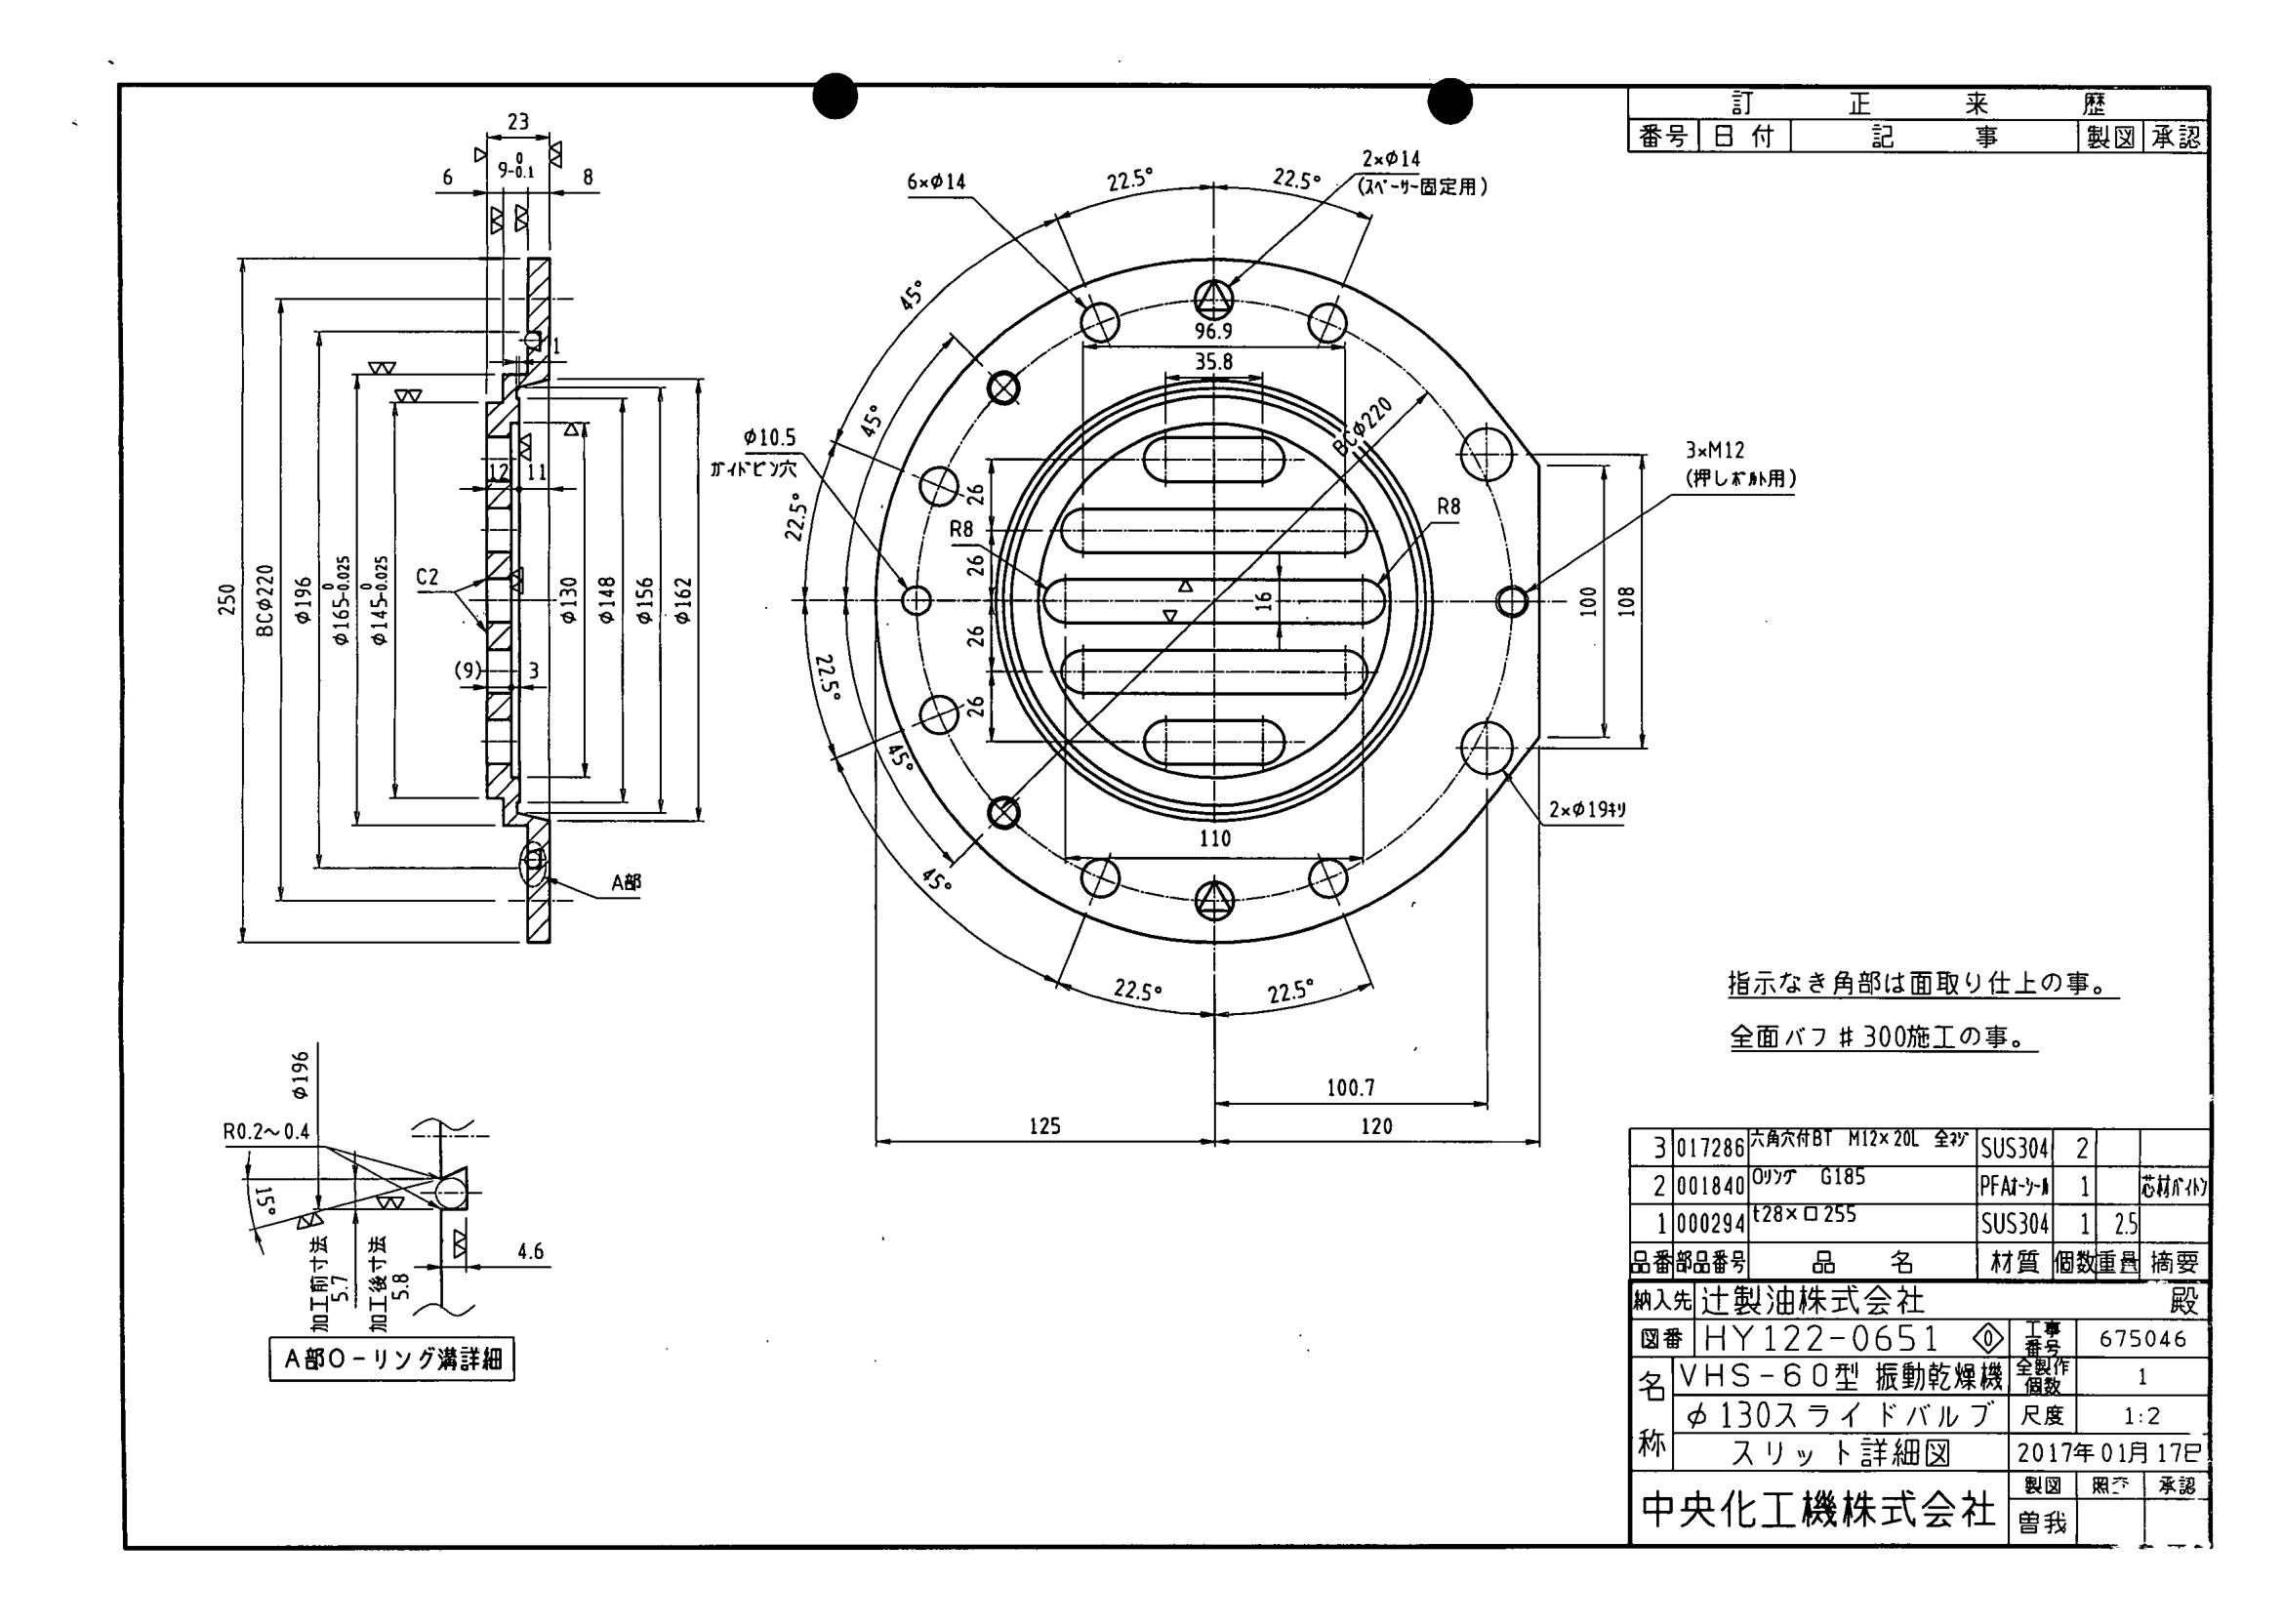 訂正来歴
番号 日付 記事 製図 承認
23
9 0 -0.1
6
8
1
12 11
C2
(9) 3
250
BCφ220
φ196
φ165 0 -0.025
φ145 0 -0.025
φ130
φ148
φ156
φ162
A部
6×φ14
22.5°
22.5°
2×φ14
(スペーサー固定用)
45°
45°
96.9
35.8
BCφ220
φ10.5
ガイドピン穴
22.5°
22.5°
26
26
26
26
R8
R8
16
3×M12
(押しボルト用)
100
108
2×φ19キリ
110
45°
45°
22.5°
22.5°
100.7
125
120
φ196
R0.2～0.4
15°
加工前寸法
5.7
加工後寸法
5.8
4.6
A部O-リング溝詳細
指示なき角部は面取り仕上の事。
全面バフ♯300施工の事。
3 017286 六角穴付BT M12×20L 全ネジ SUS304 2
2 001840 Oリング G185 PFAオーシール 1 芯材バイトン
1 000294 t28×口255 SUS304 1 2.5
品番 部品番号 品名 材質 個数 重量 摘要
納入先 辻製油株式会社 殿
図番 HY122-0651 0 工事番号 675046
名称 VHS-60型 振動乾燥機 全製作個数 1
φ130スライドバルブ 尺度 1:2
スリット詳細図 2017年01月17日
中央化工機株式会社 製図 照査 承認
曽我